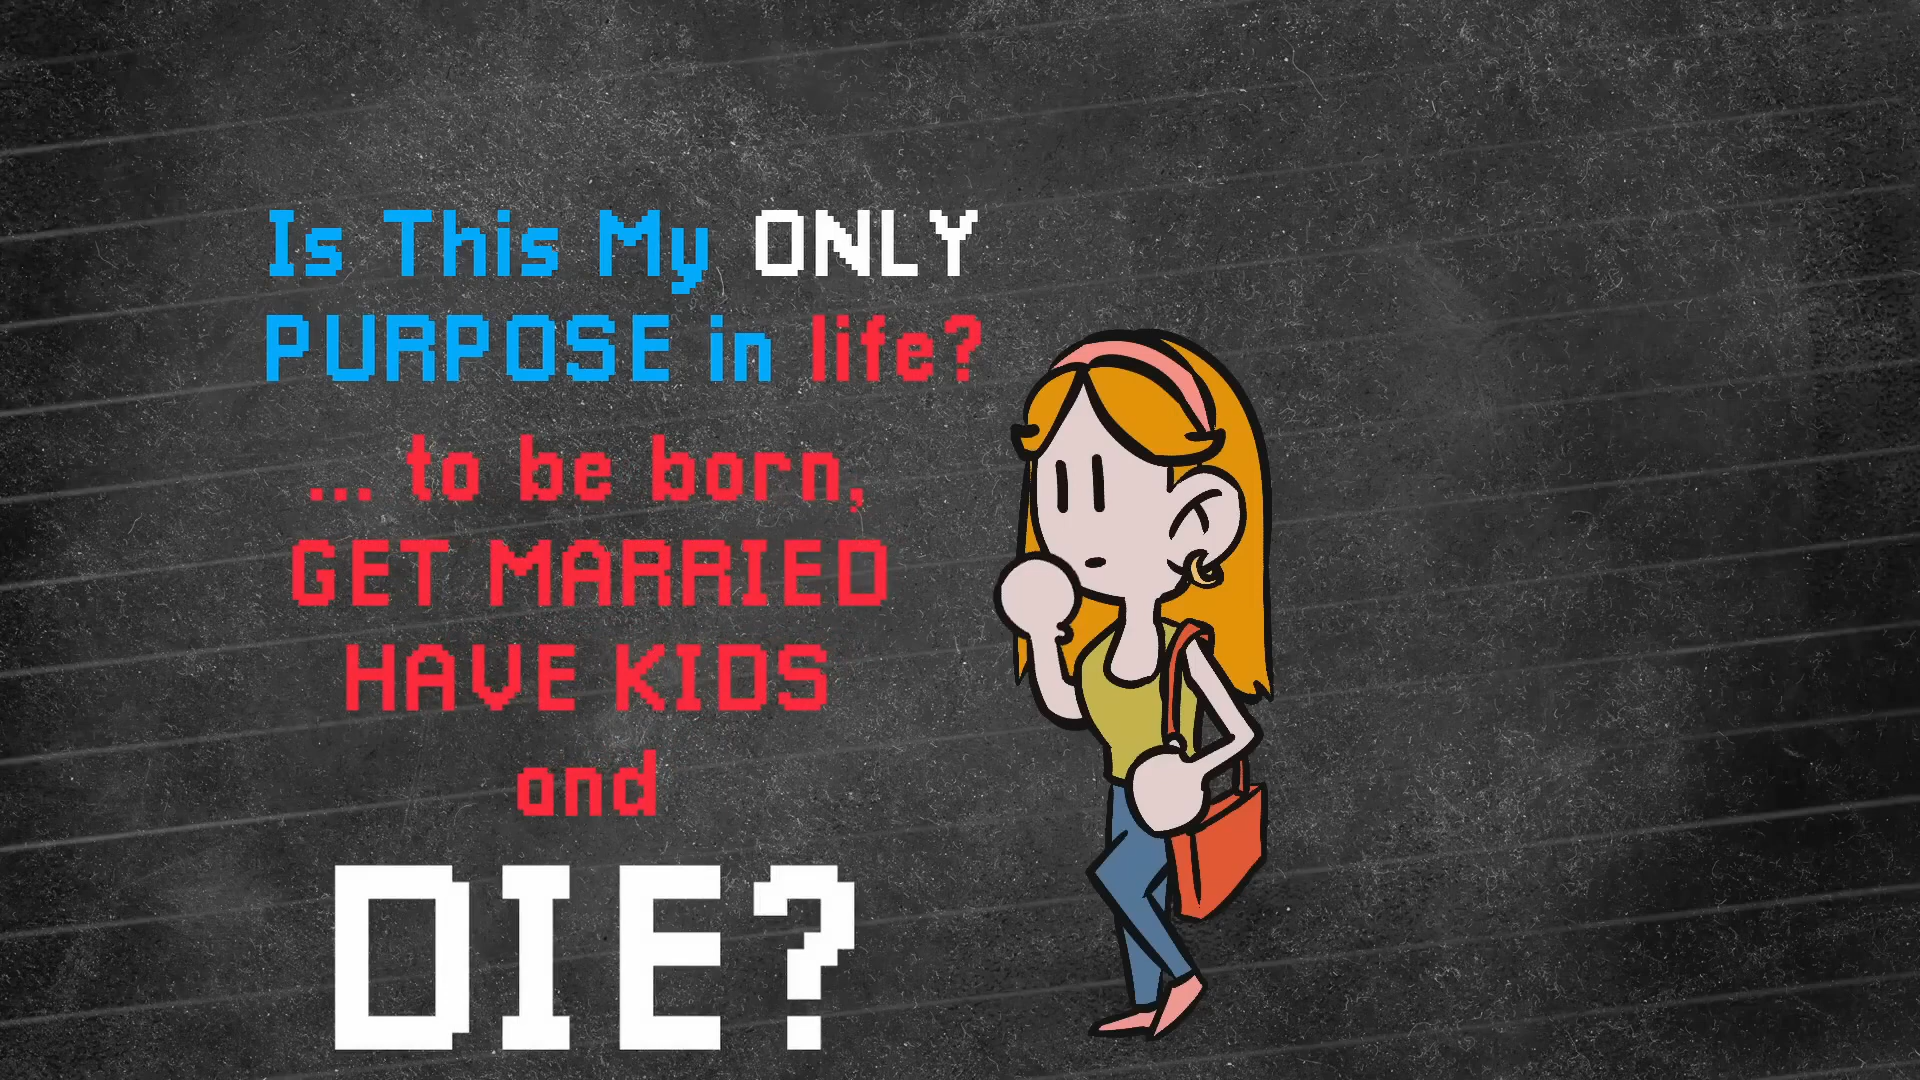 Is This My ONLY
PURPOSE in life?
... to be born,
GET MARRIED
HAVE KIDS
and
DIE?